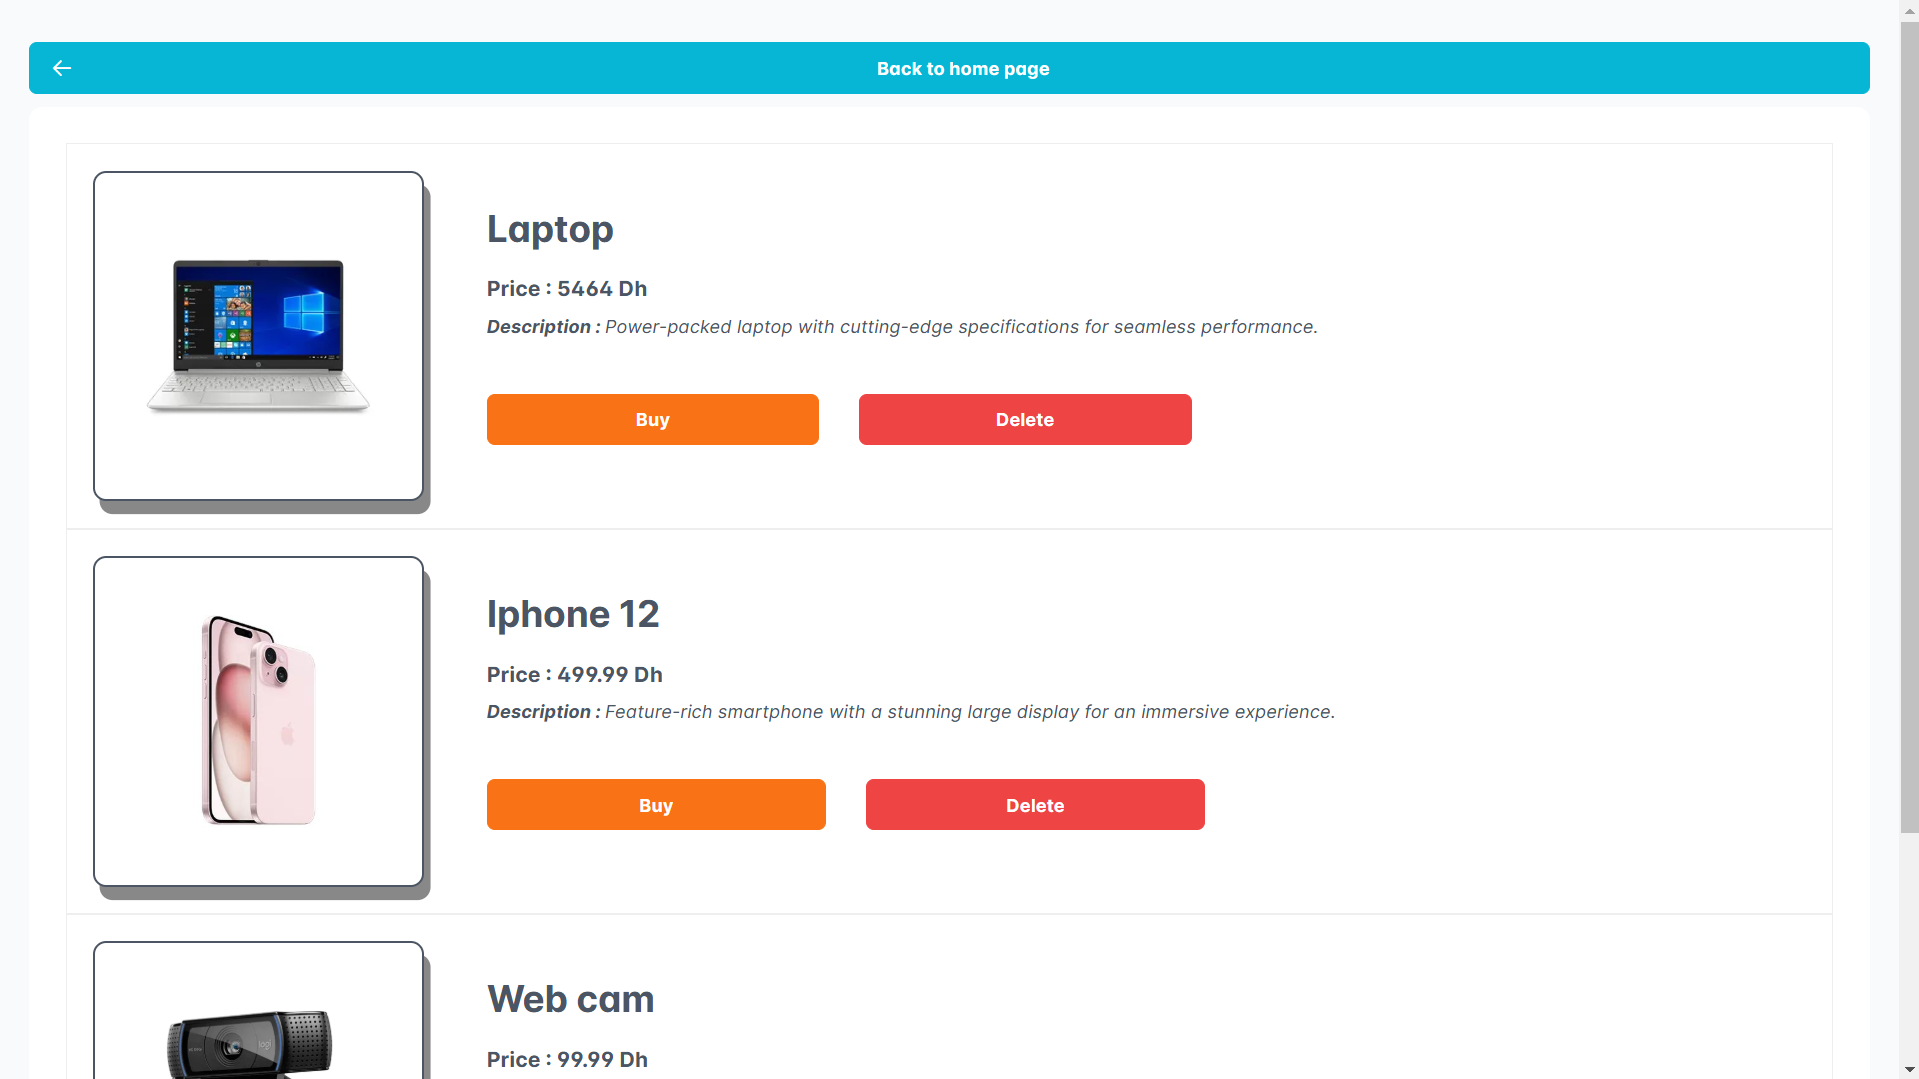 Back to home page
Laptop
Price : 5464 Dh
Description : Power-packed laptop with cutting-edge specifications for seamless performance.
Buy
Delete
Iphone 12
Price : 499.99 Dh
Description : Feature-rich smartphone with a stunning large display for an immersive experience.
Buy
Delete
Web cam
logi
Price : 99.99 Dh